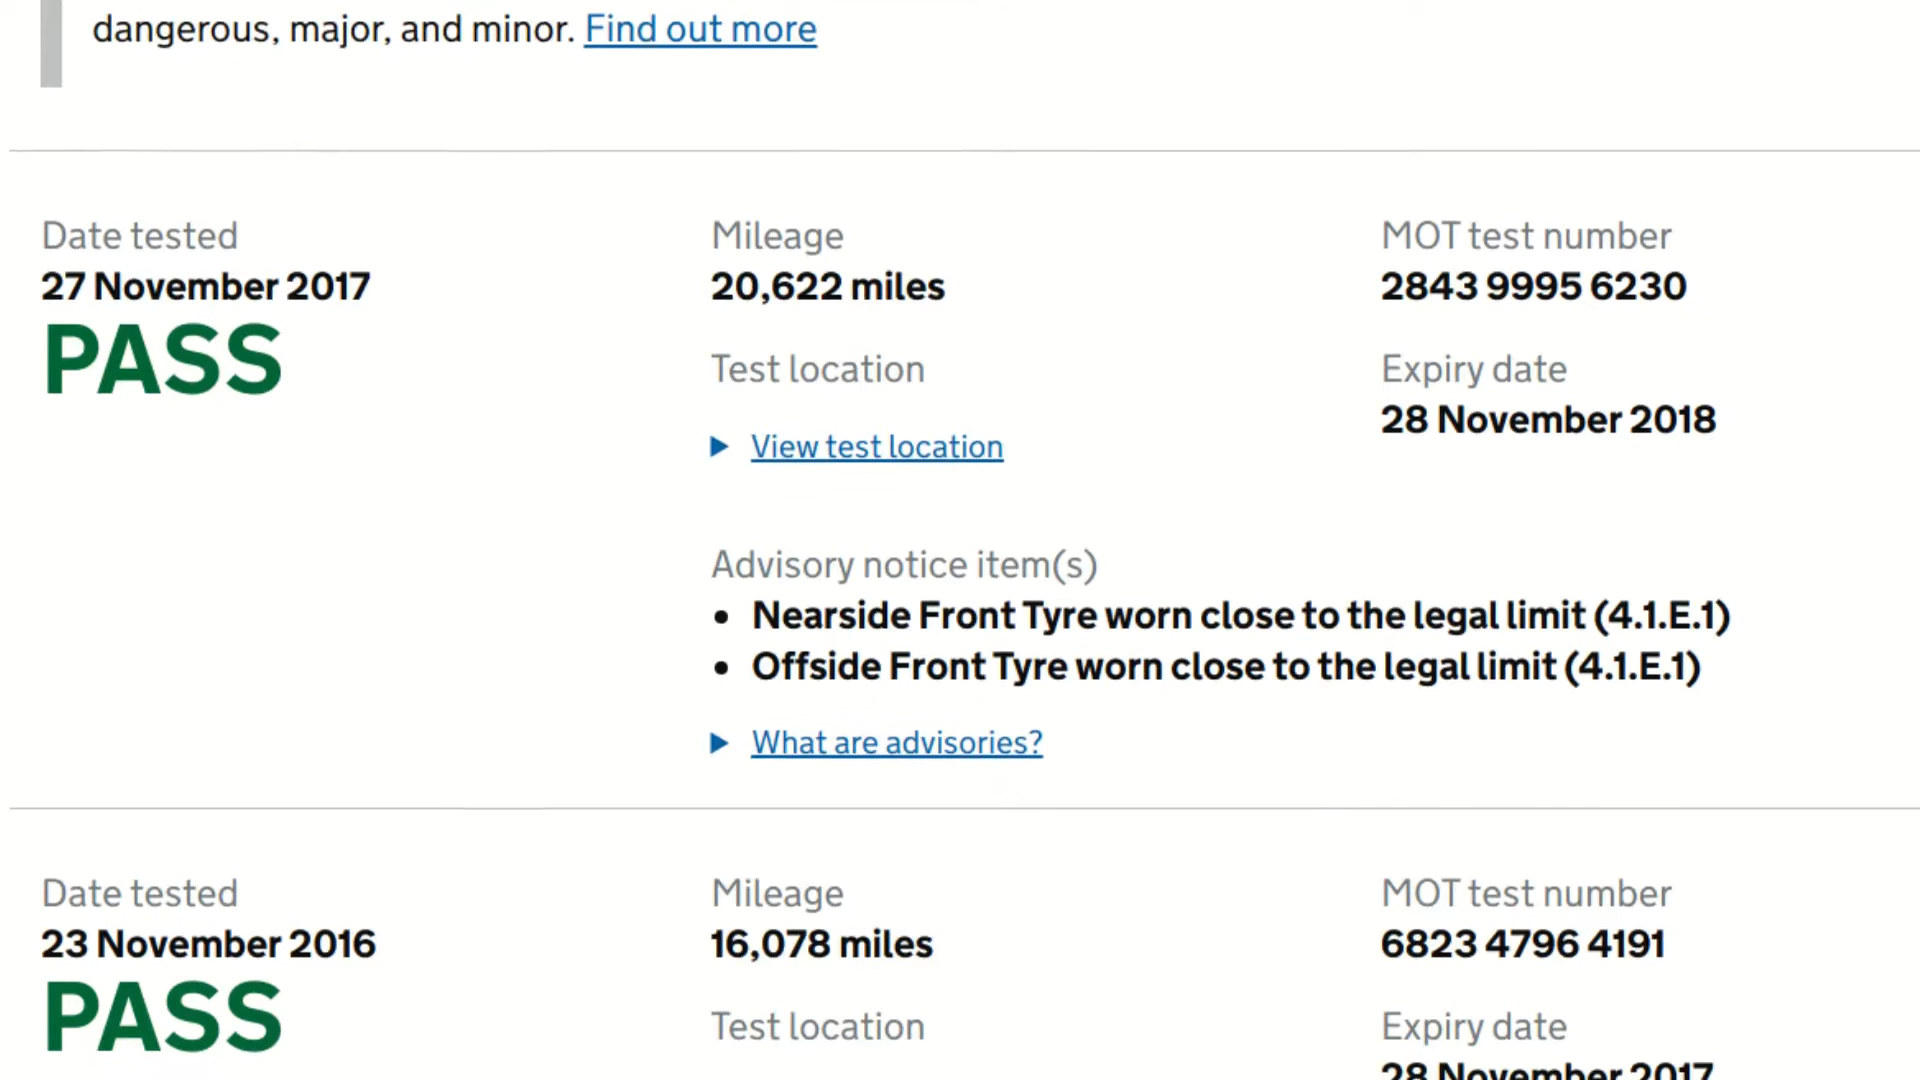 dangerous, major, and minor. Find out more
Date tested
27 November 2017
PASS
Mileage
20,622 miles
Test location
View test location
MOT test number
2843 9995 6230
Expiry date
28 November 2018
Advisory notice item(s)
• Nearside Front Tyre worn close to the legal limit (4.1.E.1)
• Offside Front Tyre worn close to the legal limit (4.1.E.1)
What are advisories?
Date tested
23 November 2016
PASS
Mileage
16,078 miles
Test location
MOT test number
6823 4796 4191
Expiry date
28 November 2017